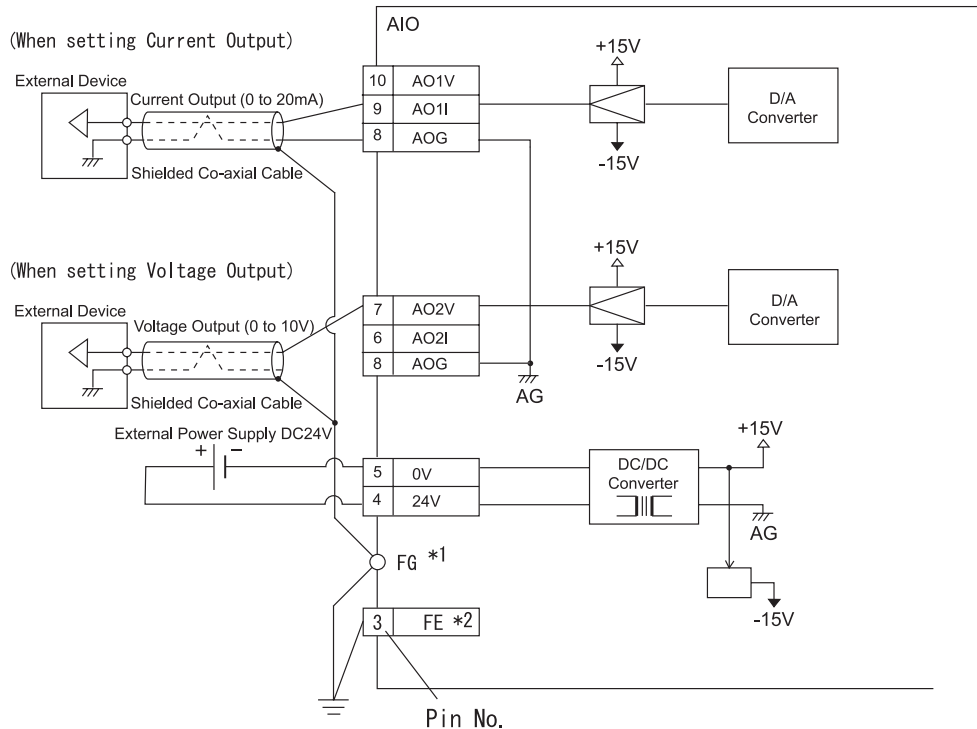 AIO
(When setting Current Output)
+15V
External Device
10 AO1V
Current Output (0 to 20mA)
9 AO1I
D/A
Converter
8 AOG
-15V
Shielded Co-axial Cable
+15V
(When setting Voltage Output)
External Device
7 AO2V
D/A
Converter
Voltage Output (0 to 10V)
6 AO2I
8 AOG
-15V
AG
Shielded Co-axial Cable
External Power Supply DC24V
+ −
+15V
5 0V
DC/DC
Converter
4 24V
AG
FG *1
-15V
3 FE *2
Pin No.